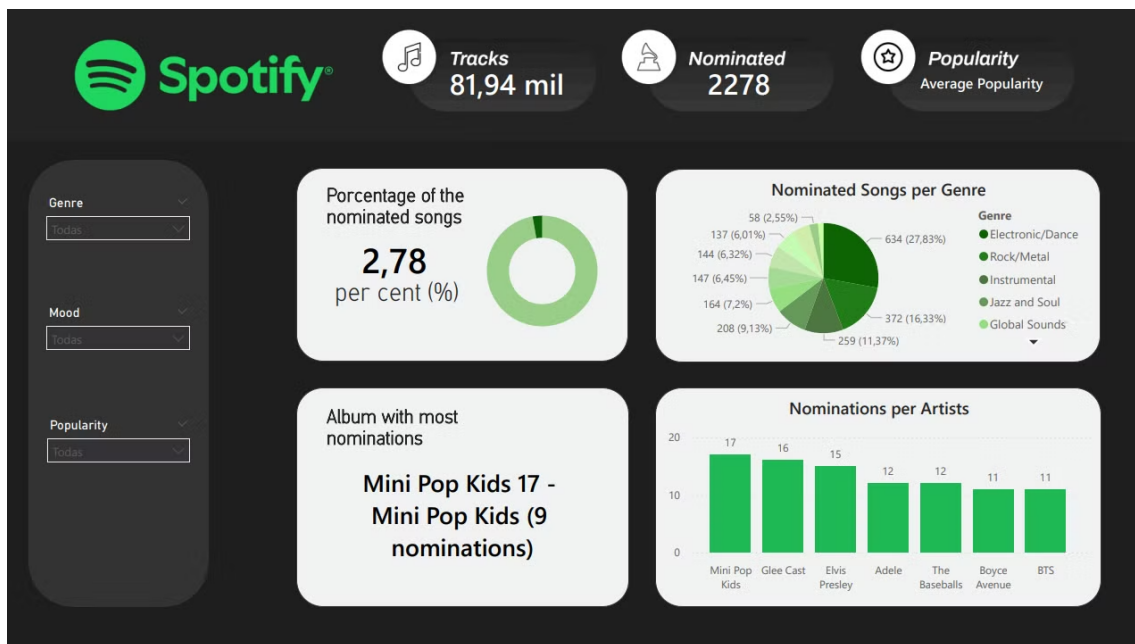 Spotify®
Tracks
81,94 mil
Nominated
2278
Popularity
Average Popularity
Genre
Todas
Mood
Todas
Popularity
Todas
Porcentage of the
nominated songs
2,78
per cent (%)
Nominated Songs per Genre
58 (2,55%)
137 (6,01%)
144 (6,32%)
147 (6,45%)
164 (7,2%)
208 (9,13%)
259 (11,37%)
372 (16,33%)
634 (27,83%)
Genre
Electronic/Dance
Rock/Metal
Instrumental
Jazz and Soul
Global Sounds
Album with most
nominations
Mini Pop Kids 17 -
Mini Pop Kids (9
nominations)
Nominations per Artists
20
10
0
17
16
15
12
12
11
11
Mini Pop
Kids
Glee Cast
Elvis
Presley
Adele
The
Baseballs
Boyce
Avenue
BTS